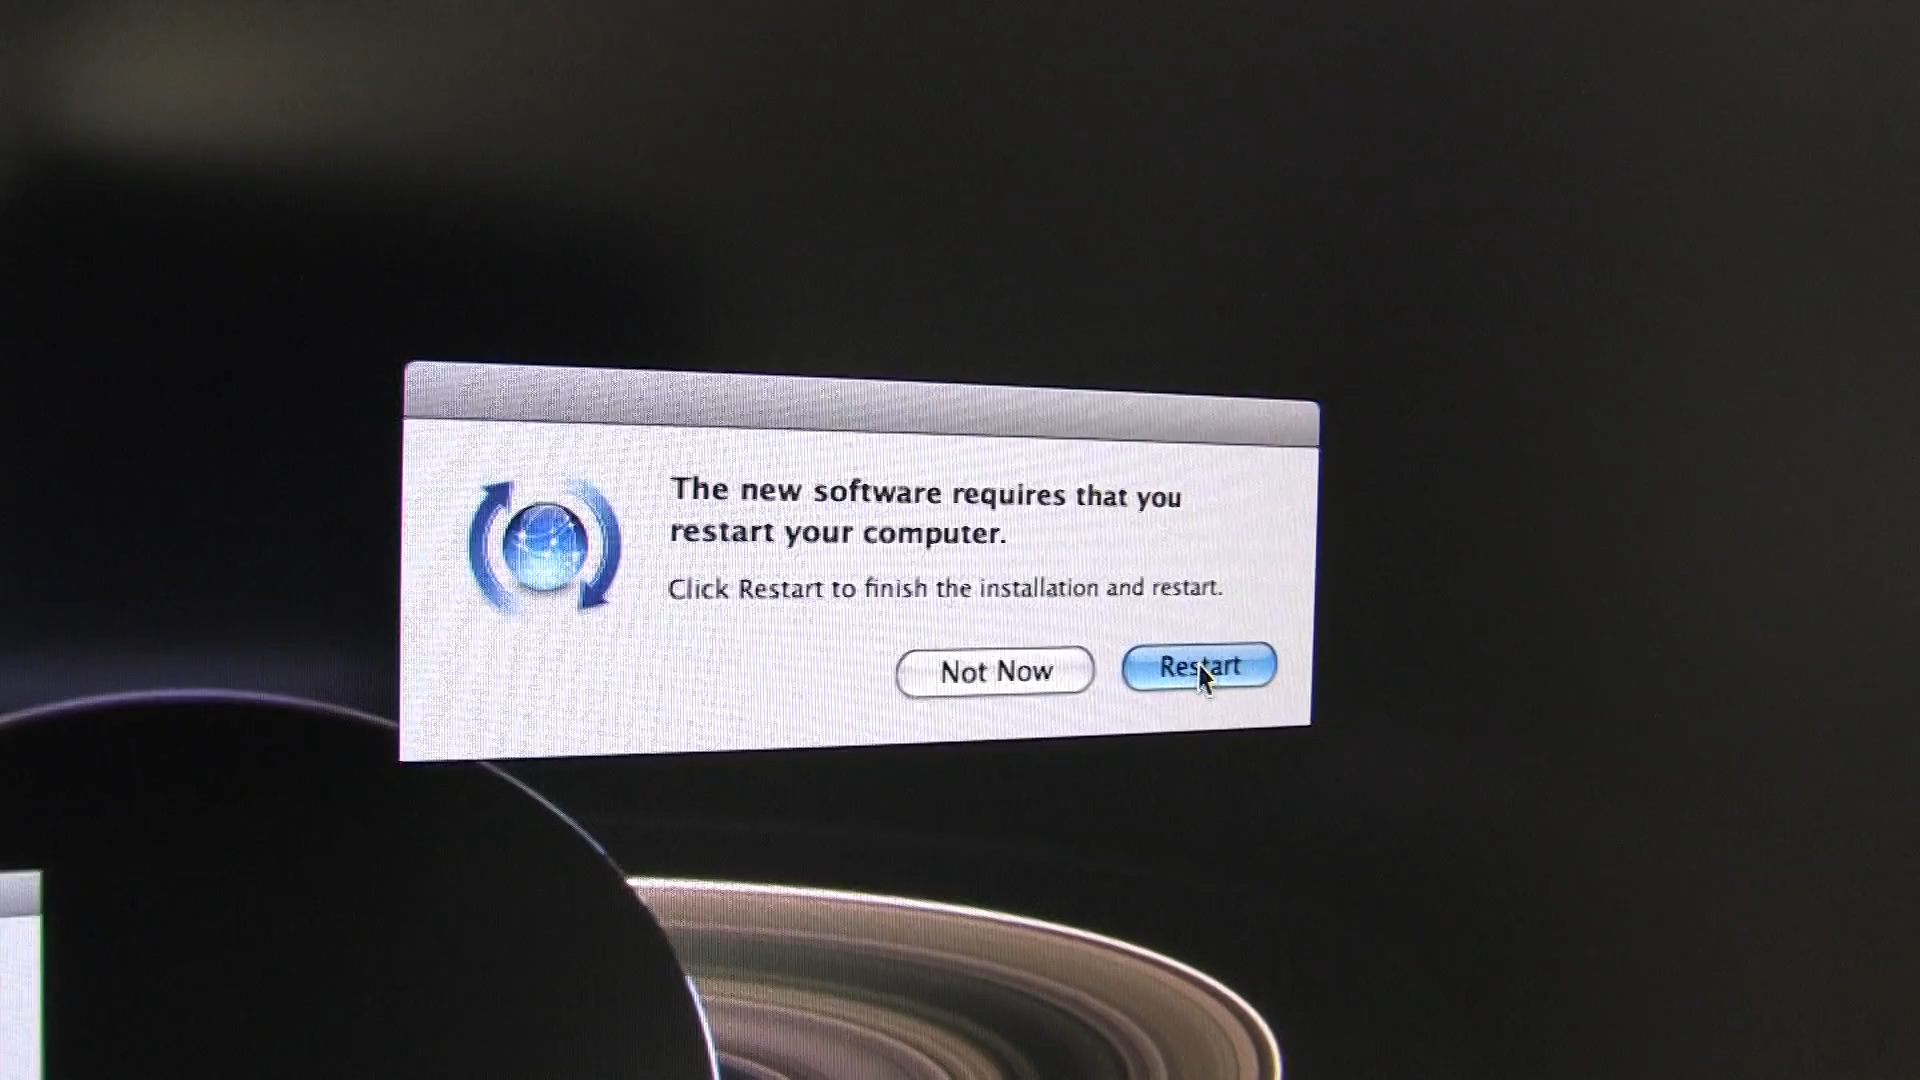 The new software requires that you
restart your computer.
Click Restart to finish the installation and restart.
Not Now
Restart